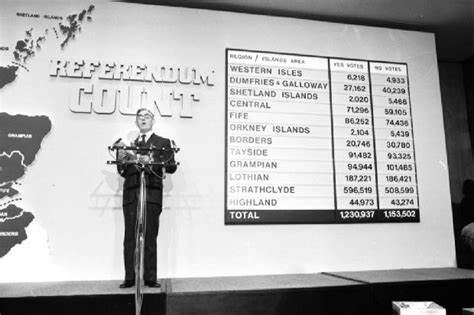 SHETLAND ISLANDS
REFERENDUM
COUNT
GRAMPIAN
REGION / ISLANDS AREA YES VOTES NO VOTES
WESTERN ISLES 6,218 4,933
DUMFRIES & GALLOWAY 27,162 40,239
SHETLAND ISLANDS 2,020 5,466
CENTRAL 71,296 59,105
FIFE 86,252 74,436
ORKNEY ISLANDS 2,104 5,439
BORDERS 20,746 30,780
TAYSIDE 91,482 93,325
GRAMPIAN 94,944 101,485
LOTHIAN 187,221 186,421
STRATHCLYDE 596,519 508,599
HIGHLAND 44,973 43,274
TOTAL 1,230,937 1,153,502